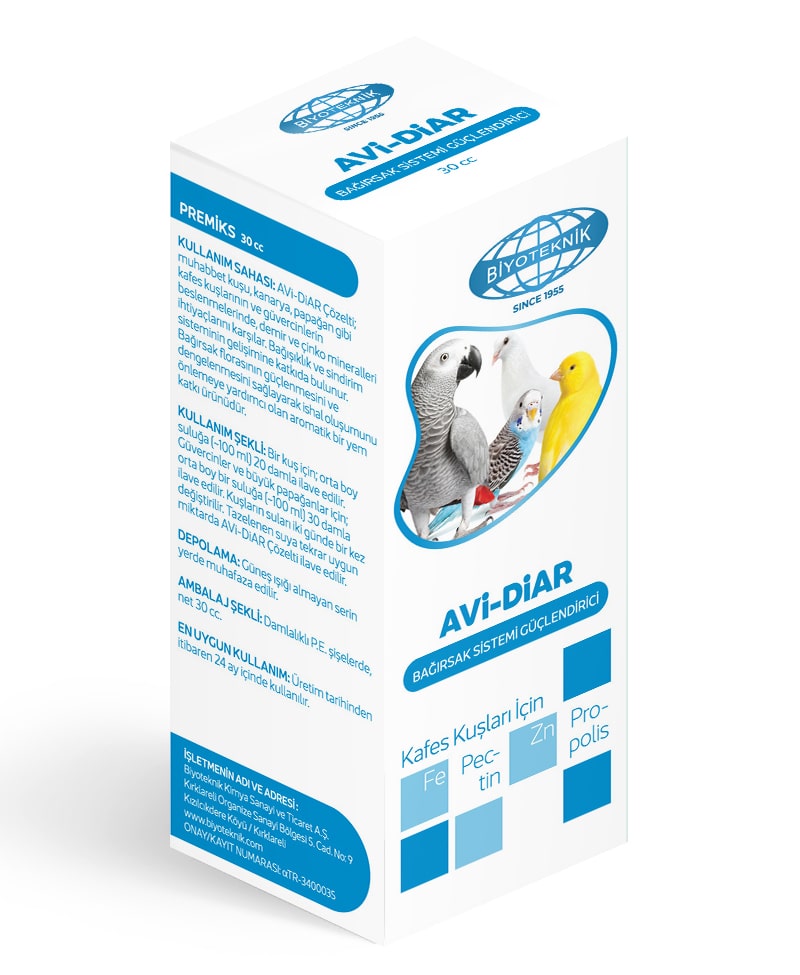 BİYOTEKNİK
SINCE 1955
AVi-DiAR
BAĞIRSAK SİSTEMİ GÜÇLENDİRİCİ
30 cc
PREMİKS 30 cc
KULLANIM SAHASI: AVi-DiAR Çözelti;
muhabbet kuşu, kanarya, papağan gibi
kafes kuşlarının ve güvercinlerin
beslenmelerinde, demir ve çinko mineralleri
ihtiyaçlarını karşılar. Bağışıklık ve sindirim
sisteminin gelişimine katkıda bulunur.
Bağırsak florasının güçlenmesini ve
dengelenmesini sağlayarak ishal oluşumunu
önlemeye yardımcı olan aromatik bir yem
katkı ürünüdür.
KULLANIM ŞEKLİ: Bir kuş için; orta boy
suluğa (~100 ml) 20 damla ilave edilir.
Güvercinler ve büyük papağanlar için;
orta boy bir suluğa (~100 ml) 30 damla
ilave edilir. Kuşların suları iki günde bir kez
değiştirilir. Tazelenen suya tekrar uygun
miktarda AVi-DiAR Çözelti ilave edilir.
DEPOLAMA: Güneş ışığı almayan serin
yerde muhafaza edilir.
AMBALAJ ŞEKLİ: Damlalıklı P.E. şişelerde,
net 30 cc.
EN UYGUN KULLANIM: Üretim tarihinden
itibaren 24 ay içinde kullanılır.
İŞLETMENİN ADI VE ADRESİ :
Biyoteknik Kimya Sanayi ve Ticaret A.Ş.
Kırklareli Organize Sanayi Bölgesi 5. Cad. No: 9
Kızılcıkdere Köyü / Kırklareli
www.biyoteknik.com
ONAY/KAYIT NUMARASI: αTR-3400035
BİYOTEKNİK
SINCE 1955
AVi-DiAR
BAĞIRSAK SİSTEMİ GÜÇLENDİRİCİ
Kafes Kuşları İçin
Fe
Pec-
tin
Zn
Pro-
polis